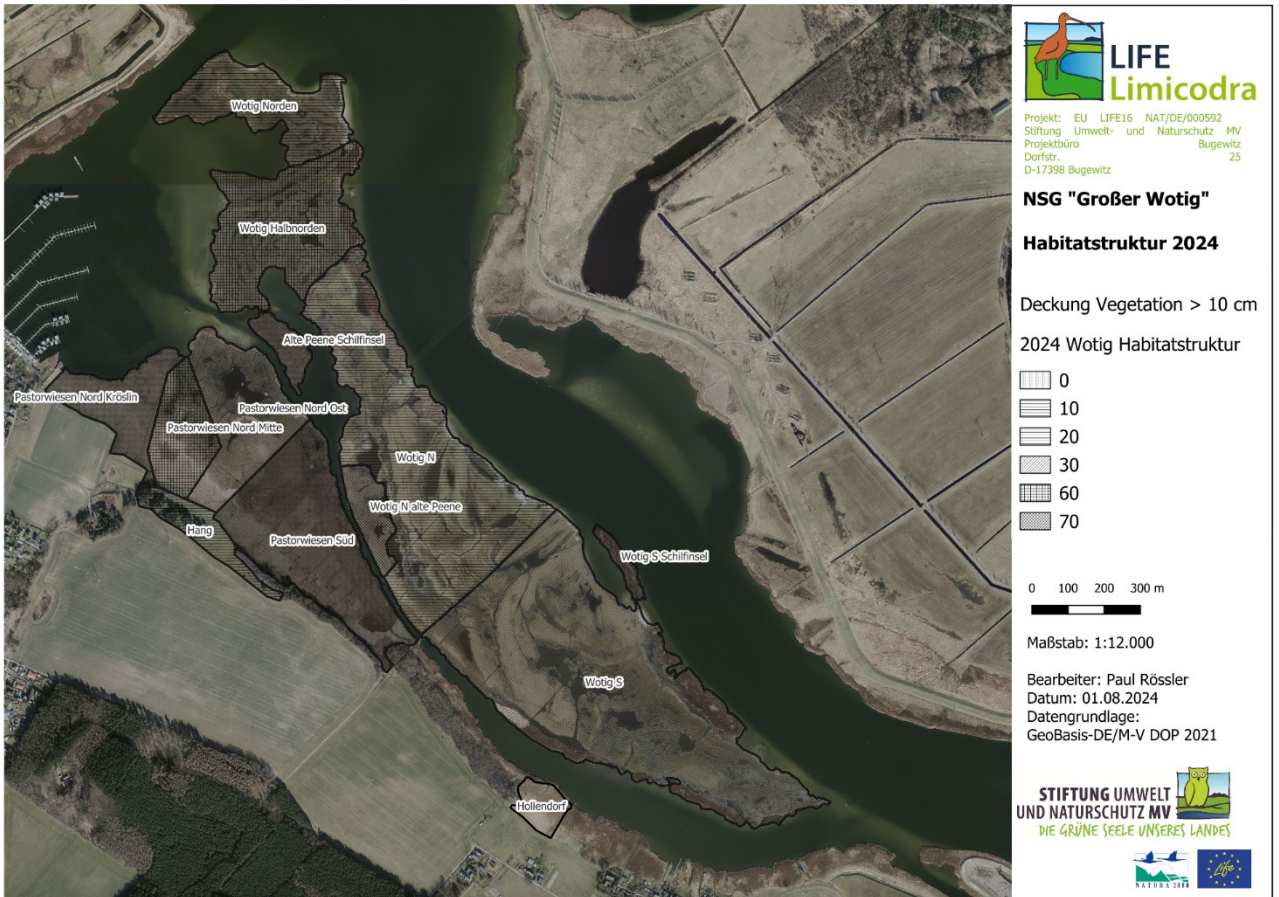 Wotig Norden
Wotig Halbnorden
Alte Peene Schilfinsel
Pastorwiesen Nord Kröslin
Pastorwiesen Nord Ost
Pastorwiesen Nord Mitte
Wotig N
Wotig N alte Peene
Hang
Pastorwiesen Süd
Wotig S Schilfinsel
Wotig S
Hollendorf
LIFE
Limicodra
Projekt: EU LIFE16 NAT/DE/000592
Stiftung Umwelt- und Naturschutz MV
Projektbüro Bugewitz
Dorfstr. 25
D-17398 Bugewitz
NSG "Großer Wotig"
Habitatstruktur 2024
Deckung Vegetation > 10 cm
2024 Wotig Habitatstruktur
0
10
20
30
60
70
0 100 200 300 m
Maßstab: 1:12.000
Bearbeiter: Paul Rössler
Datum: 01.08.2024
Datengrundlage:
GeoBasis-DE/M-V DOP 2021
STIFTUNG UMWELT
UND NATURSCHUTZ MV
DIE GRÜNE SEELE UNSERES LANDES
NATURA 2000
Life